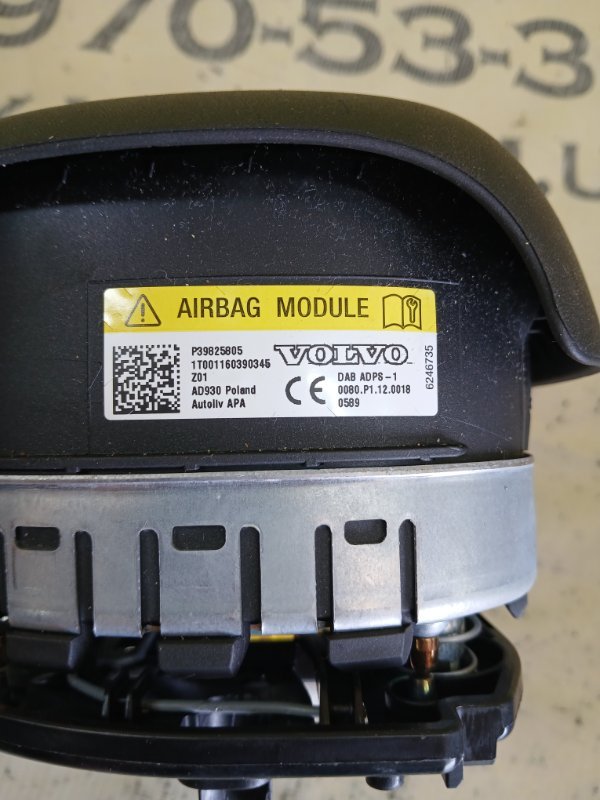 970-53-3
AIRBAG MODULE
P39825805
1T001160390345
Z01
AD930 Poland
Autoliv APA
VOLVO
CE
DAB ADPS-1
0080.P1.12.0018
0589
6246735